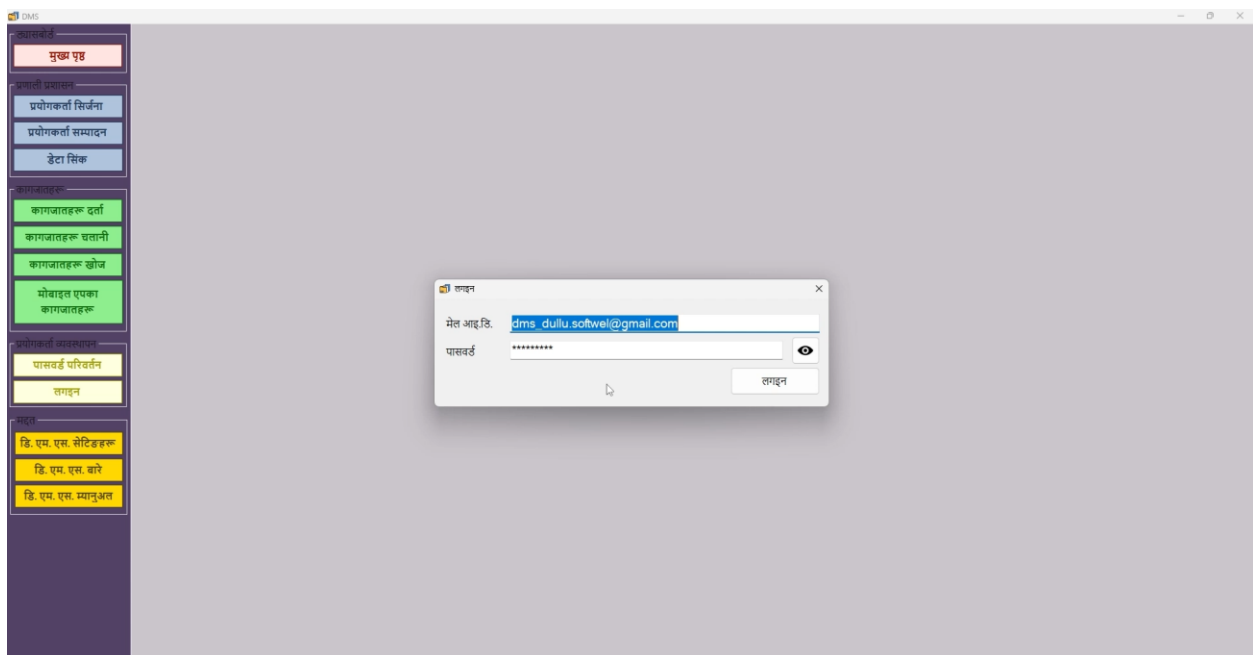 DMS
ड्यासबोर्ड
मुख्य पृष्ठ
प्रणाली प्रशासन
प्रयोगकर्ता सिर्जना
प्रयोगकर्ता सम्पादन
डेटा सिंक
कागजातहरू
कागजातहरू दर्ता
कागजातहरू चलानी
कागजातहरू खोज
मोबाइल एपका
कागजातहरू
प्रयोगकर्ता व्यवस्थापन
पासवर्ड परिवर्तन
लगइन
मद्दत
डि. एम. एस. सेटिङहरू
डि. एम. एस. बारे
डि. एम. एस. म्यानुअल
लगइन
मेल आइ.डि.
dms_dullu.softwel@gmail.com
पासवर्ड
*********
लगइन